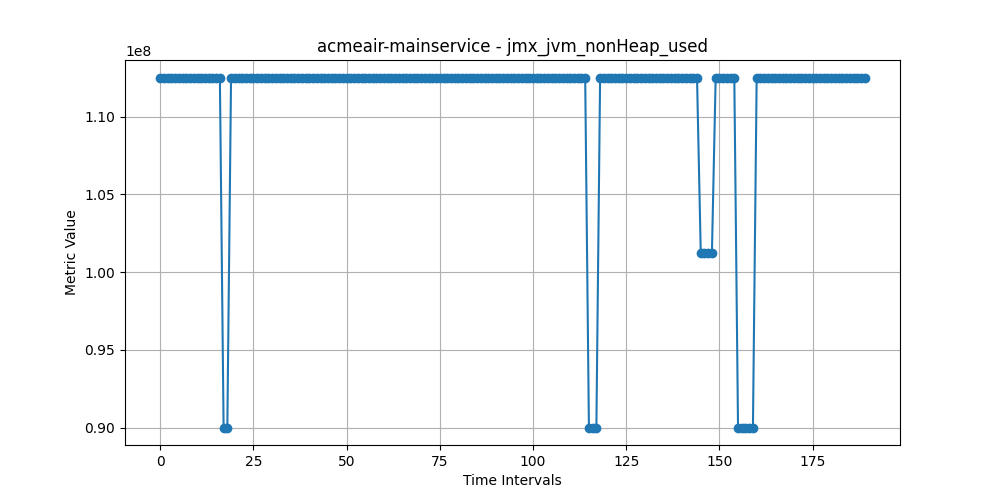 acmeair-mainservice - jmx_jvm_nonHeap_used
1e8
1.10
1.05
1.00
0.95
0.90
Metric Value
0 25 50 75 100 125 150 175
Time Intervals